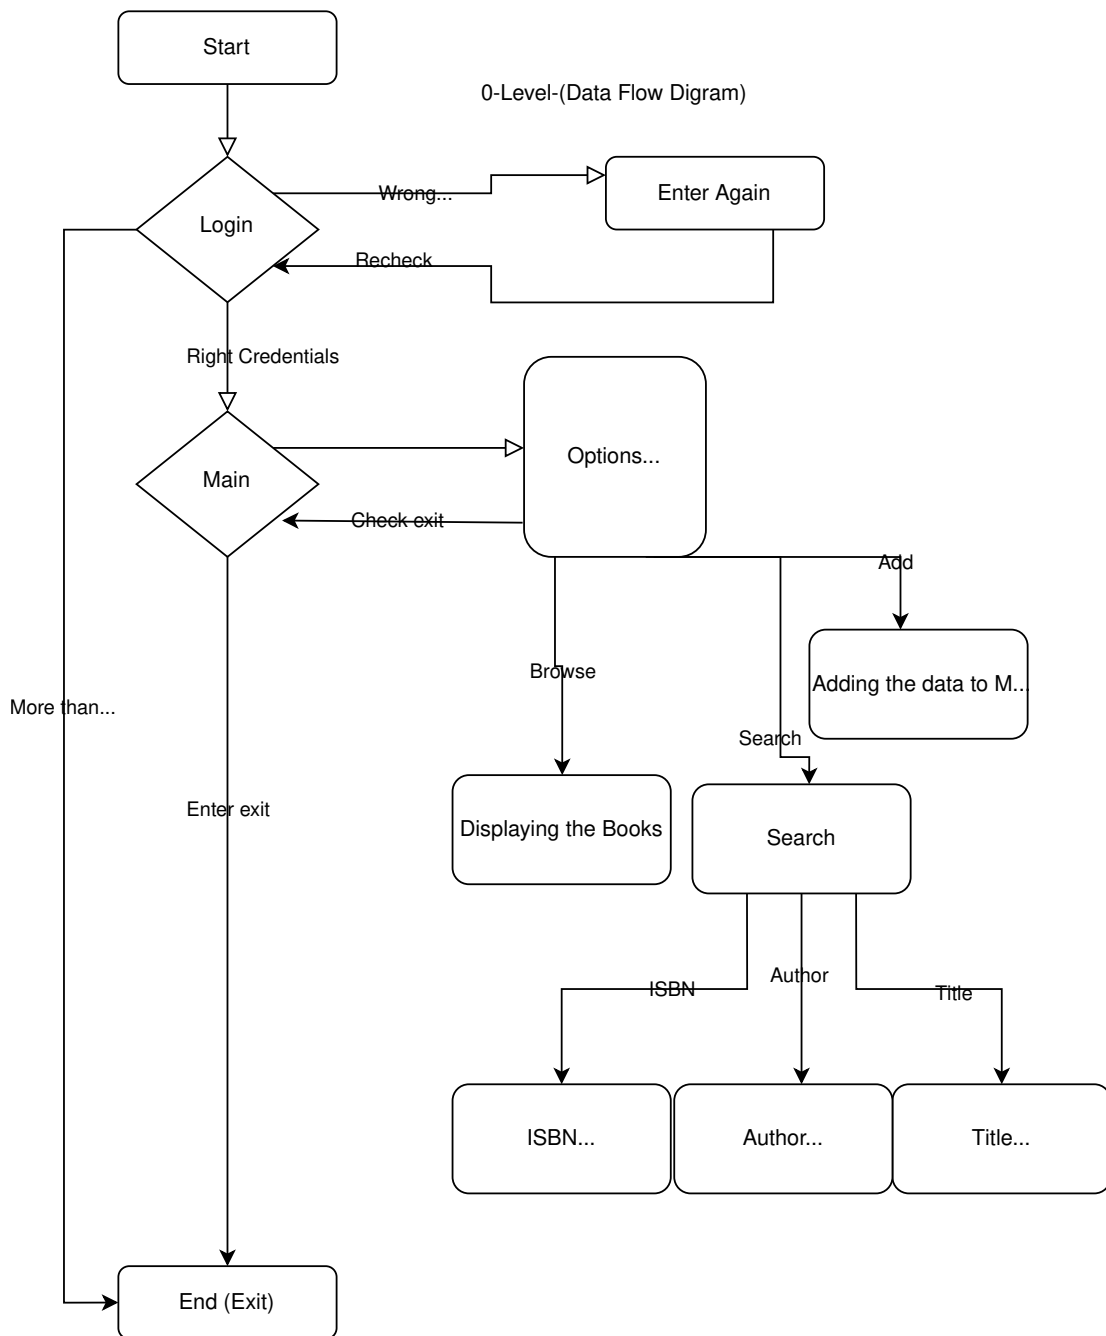 Start
0-Level-(Data Flow Digram)
Wrong...
Enter Again
Login
Recheck
Right Credentials
Options...
Main
Check exit
Add
Browse
Adding the data to M...
More than...
Search
Enter exit
Displaying the Books
Search
ISBN
Author
Title
ISBN...
Author...
Title...
End (Exit)